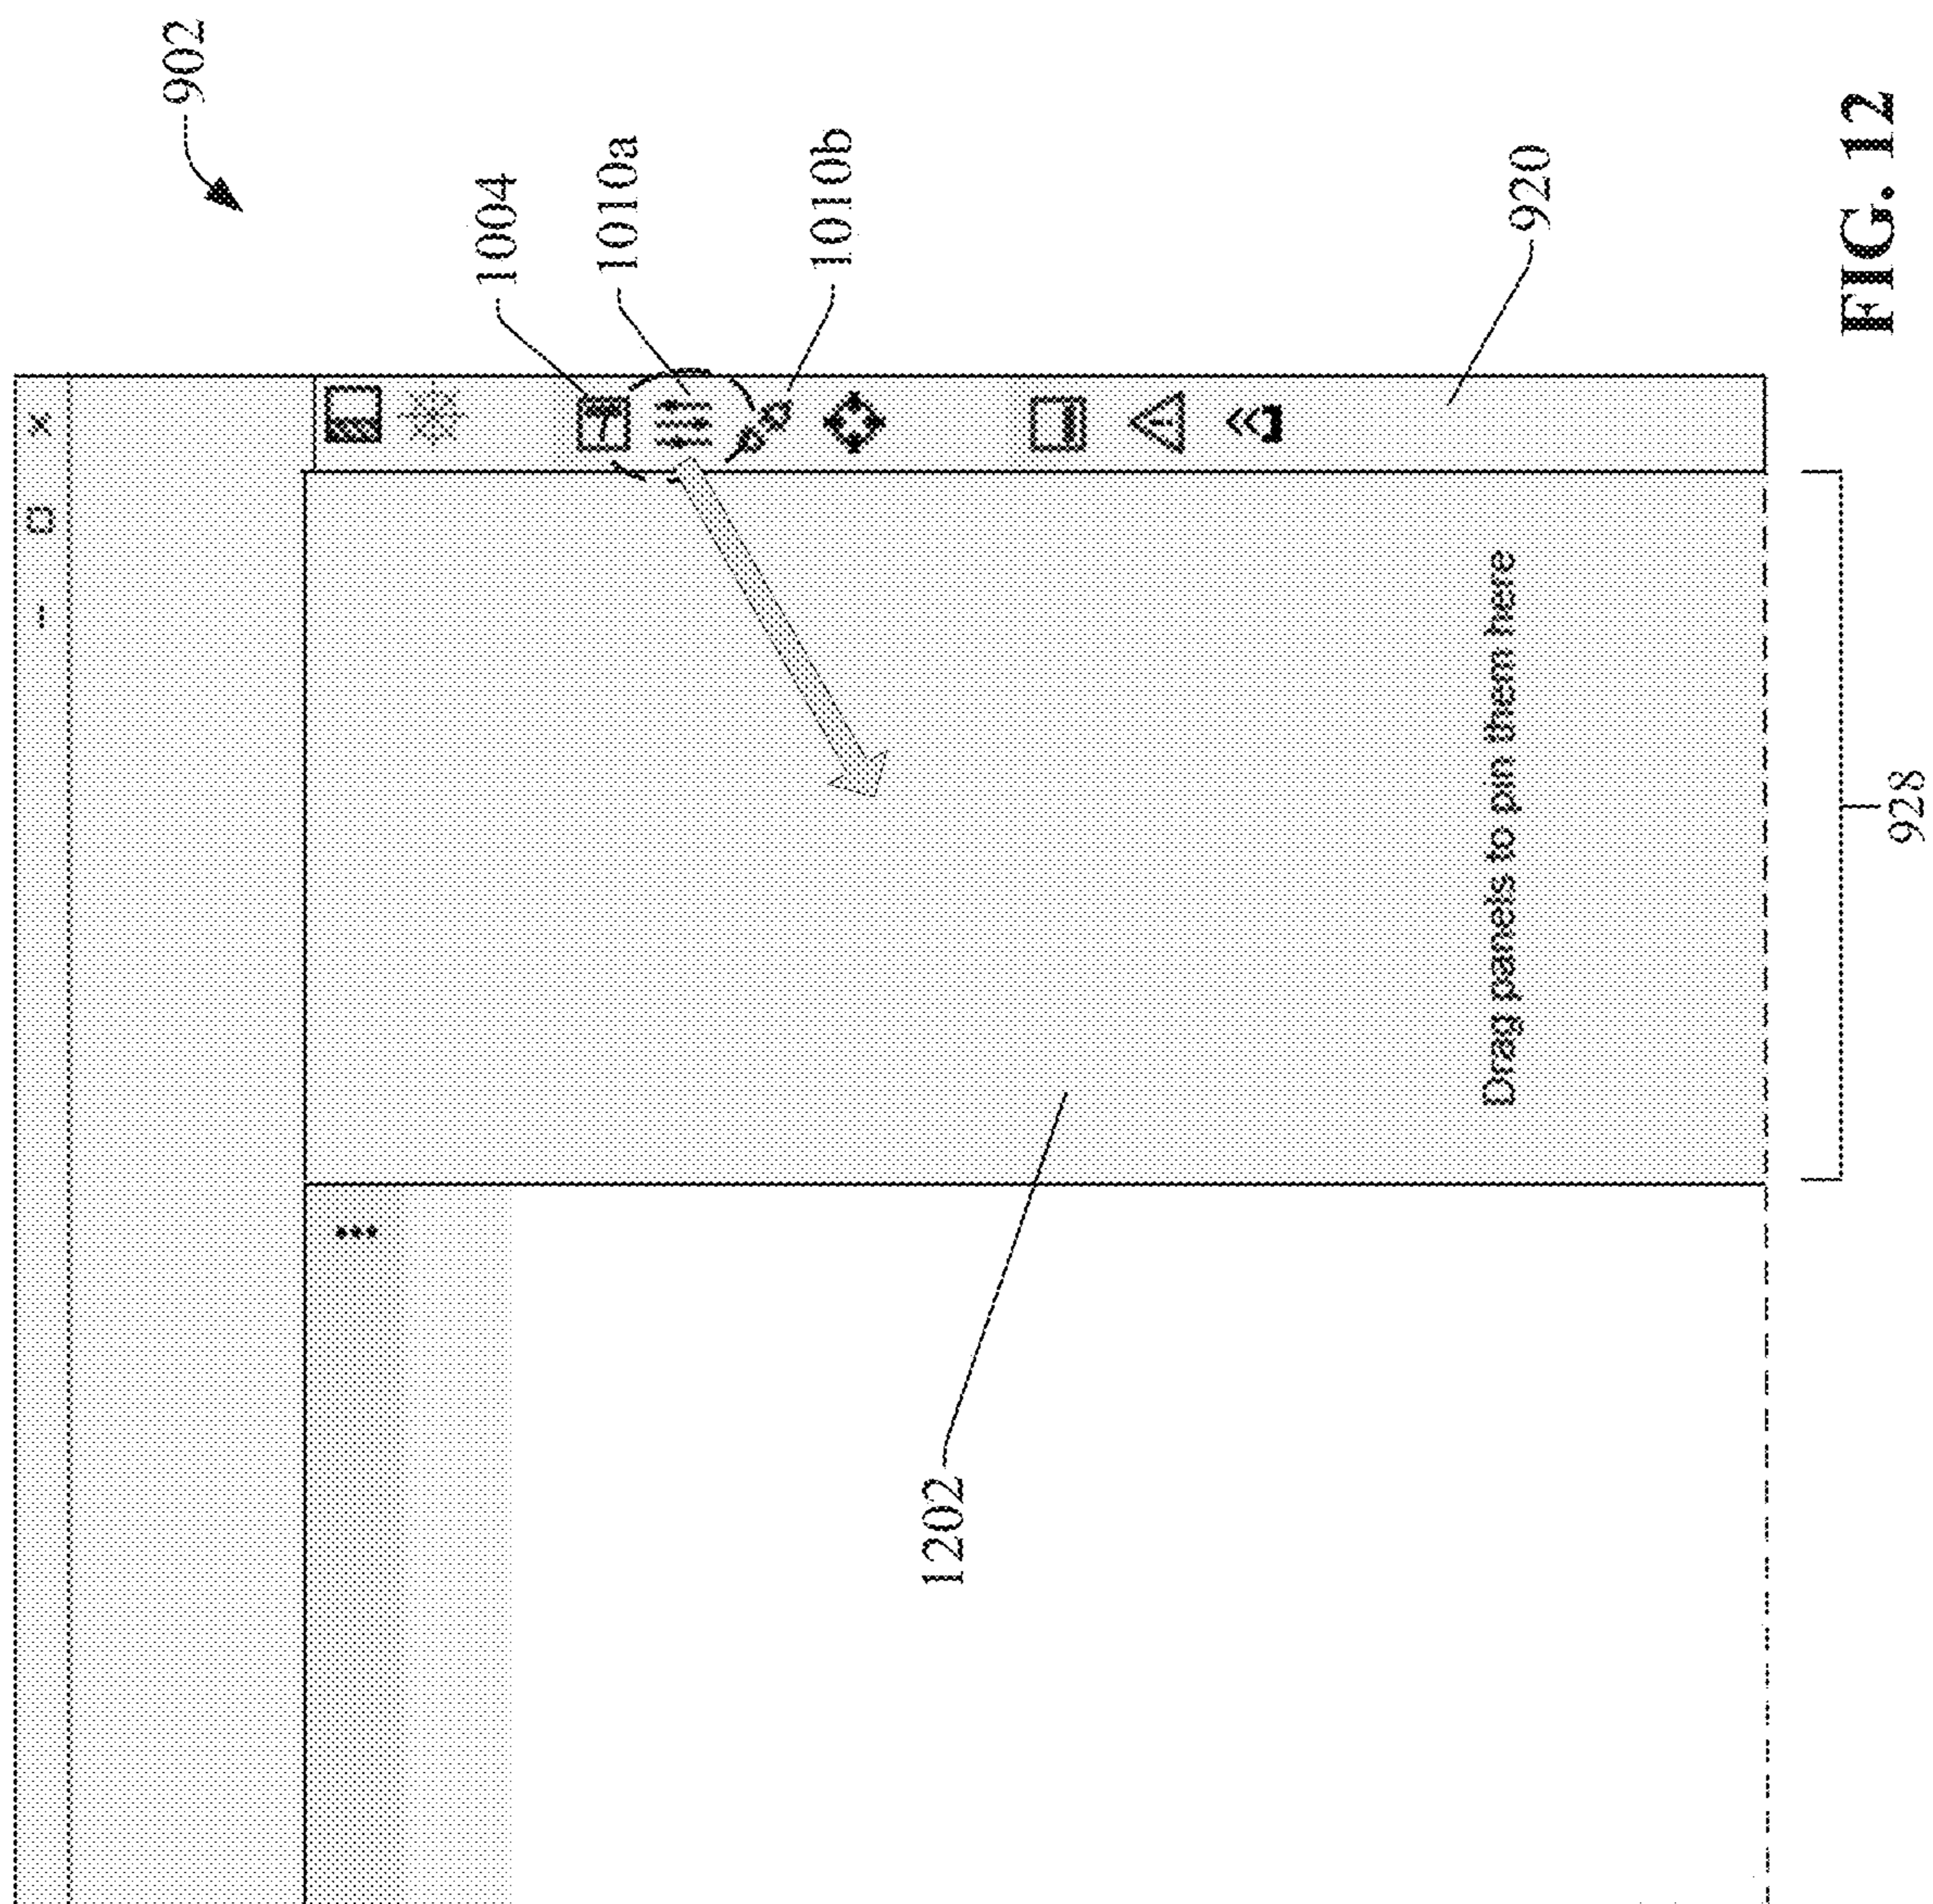 902
1004
1010a
1010b
920
1202
Drag panels to pin them here
928
FIG. 12